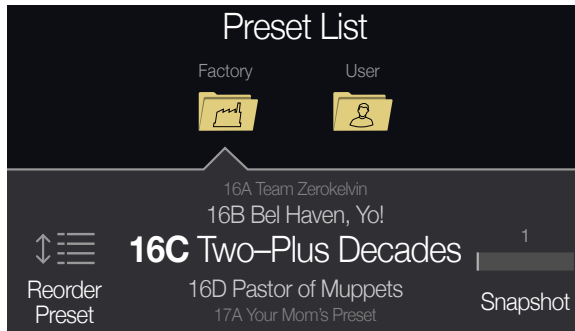 Preset List
Factory
User
16A Team Zerokelvin
16B Bel Haven, Yo!
16C Two–Plus Decades
1
16D Pastor of Muppets
17A Your Mom's Preset
Reorder
Preset
Snapshot